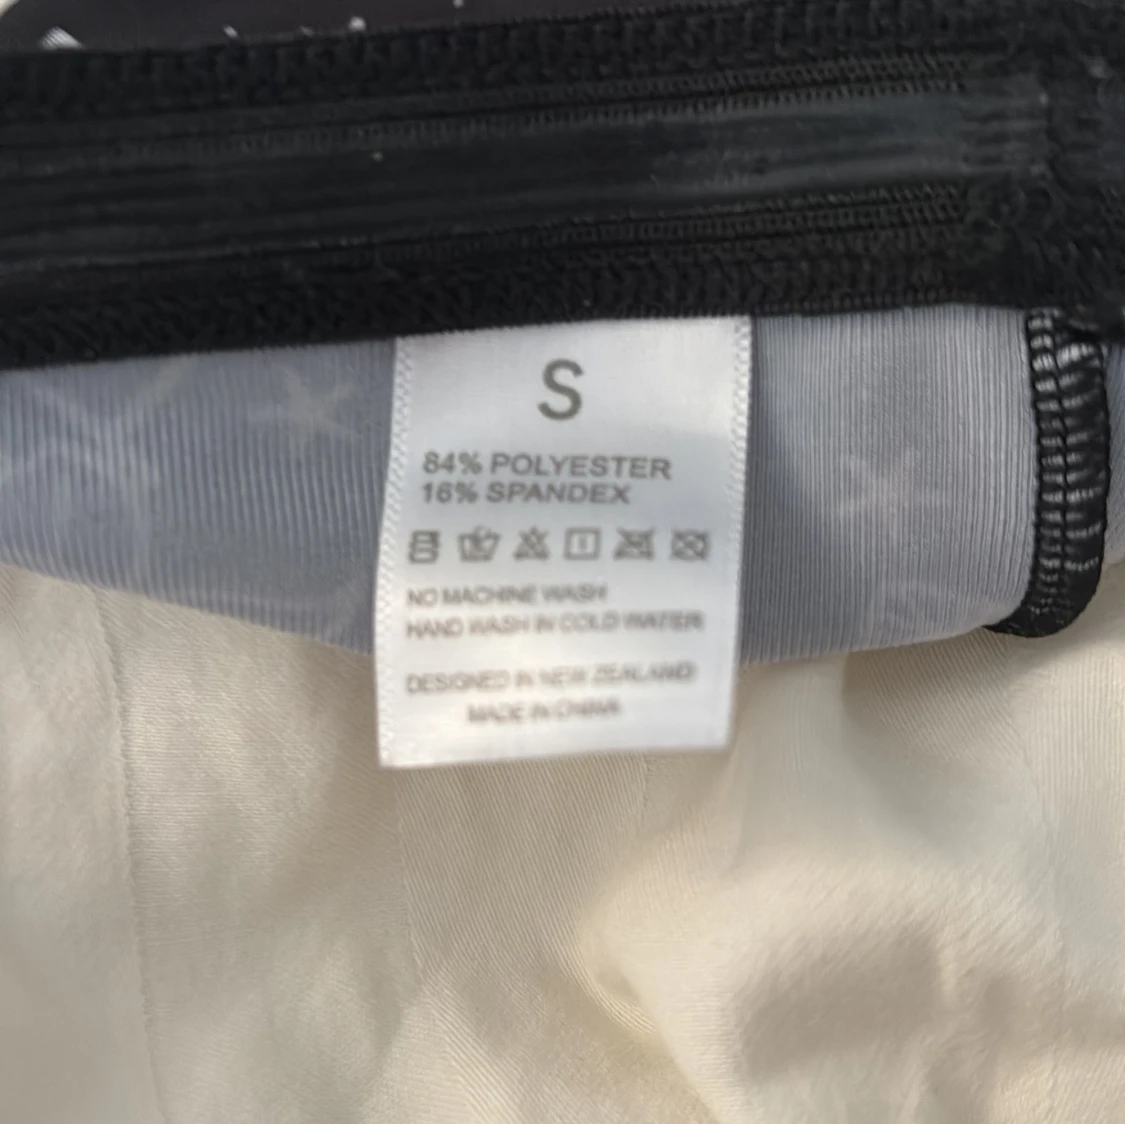 S
84% POLYESTER
16% SPANDEX
NO MACHINE WASH
HAND WASH IN COLD WATER
DESIGNED IN NEW ZEALAND
MADE IN CHINA